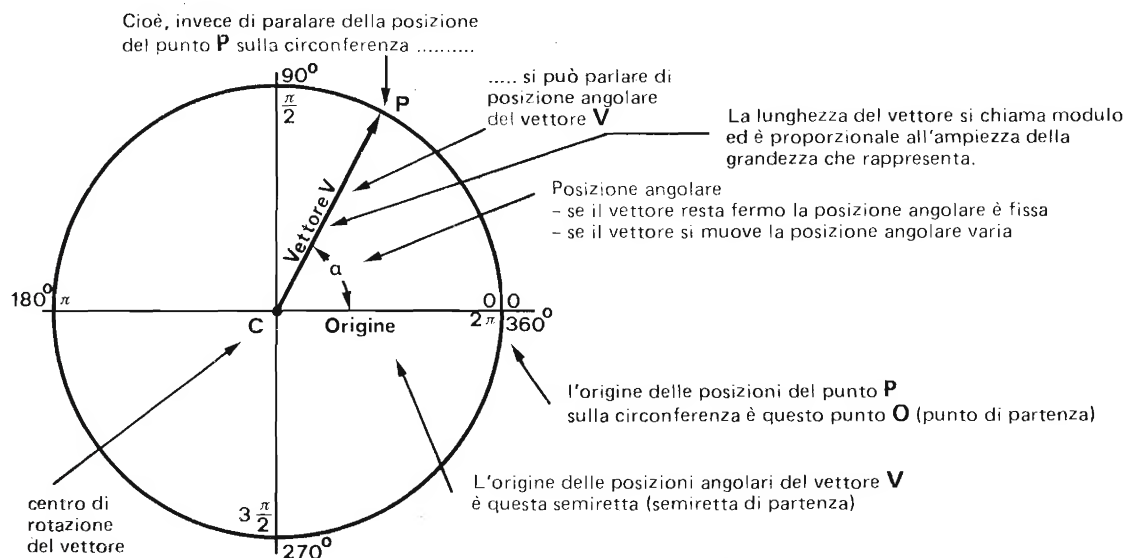 Cioè, invece di paralare della posizione
del punto P sulla circonferenza ..........
..... si può parlare di
posizione angolare
del vettore V
La lunghezza del vettore si chiama modulo
ed è proporzionale all'ampiezza della
grandezza che rappresenta.
Posizione angolare
– se il vettore resta fermo la posizione angolare è fissa
– se il vettore si muove la posizione angolare varia
90°
π/2
P
Vettore V
α
180° π
C
Origine
0 0
2π 360°
l'origine delle posizioni del punto P
sulla circonferenza è questo punto O (punto di partenza)
L'origine delle posizioni angolari del vettore V
è questa semiretta (semiretta di partenza)
centro di
rotazione
del vettore
3 π/2
270°